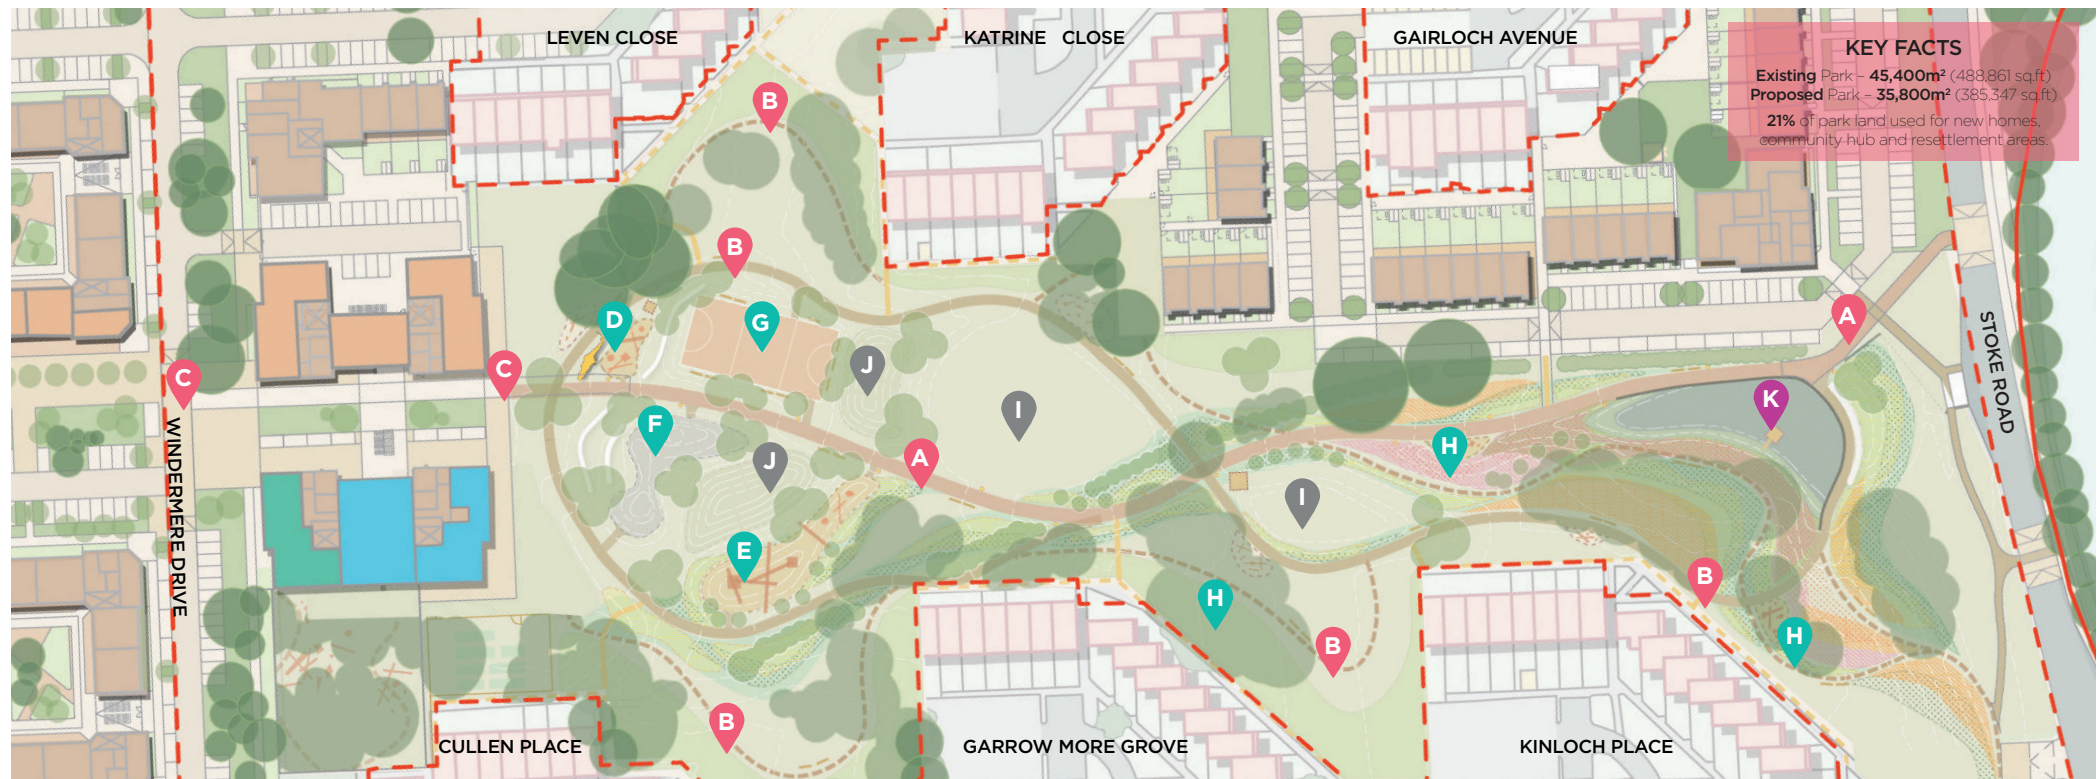 LEVEN CLOSE
KATRINE CLOSE
GAIRLOCH AVENUE
KEY FACTS
Existing Park – 45,400m² (488,861 sq.ft)
Proposed Park – 35,800m² (385,347 sq.ft)
21% of park land used for new homes,
community hub and resettlement areas.
B
B
D
G
A
C
C
J
K
I
F
H
A
J
I
E
B
H
H
B
B
WINDERMERE DRIVE
STOKE ROAD
CULLEN PLACE
GARROW MORE GROVE
KINLOCH PLACE